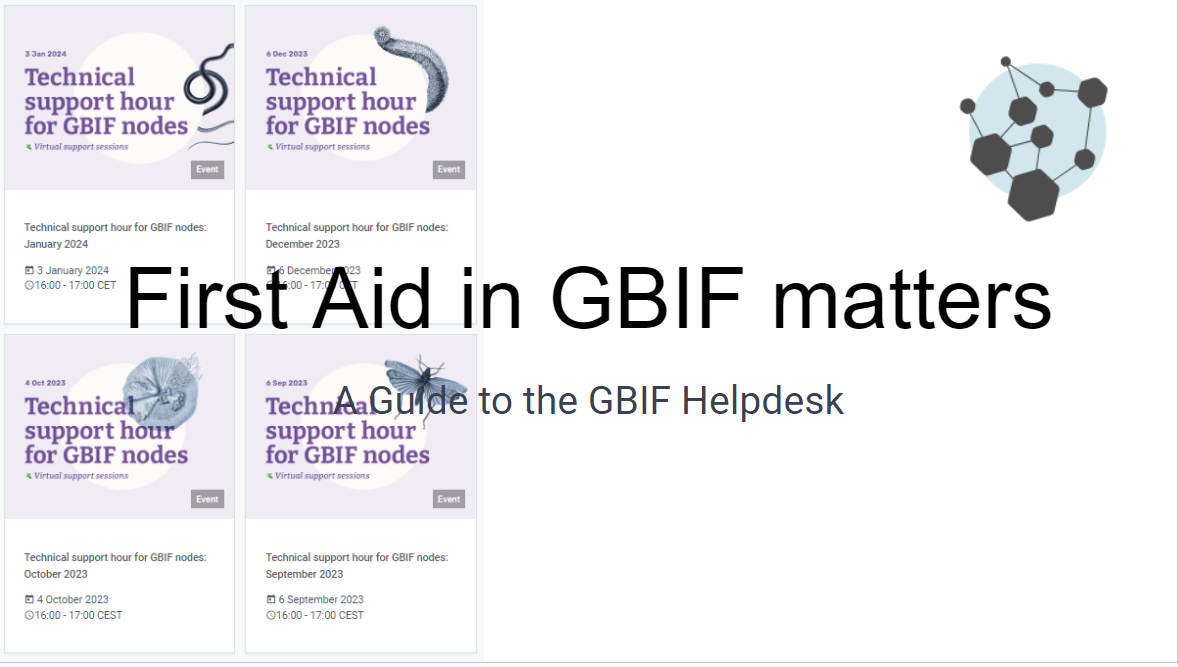 3 Jan 2024
Technical
support hour
for GBIF nodes
Virtual support sessions
Event
Technical support hour for GBIF nodes:
January 2024
3 January 2024
16:00 - 17:00 CET
6 Dec 2023
Technical
support hour
for GBIF nodes
Virtual support sessions
Event
Technical support hour for GBIF nodes:
December 2023
6 December 2023
16:00 - 17:00 CET
First Aid in GBIF matters
A Guide to the GBIF Helpdesk
4 Oct 2023
Technical
support hour
for GBIF nodes
Virtual support sessions
Event
Technical support hour for GBIF nodes:
October 2023
4 October 2023
16:00 - 17:00 CEST
6 Sep 2023
Technical
support hour
for GBIF nodes
Virtual support sessions
Event
Technical support hour for GBIF nodes:
September 2023
6 September 2023
16:00 - 17:00 CEST